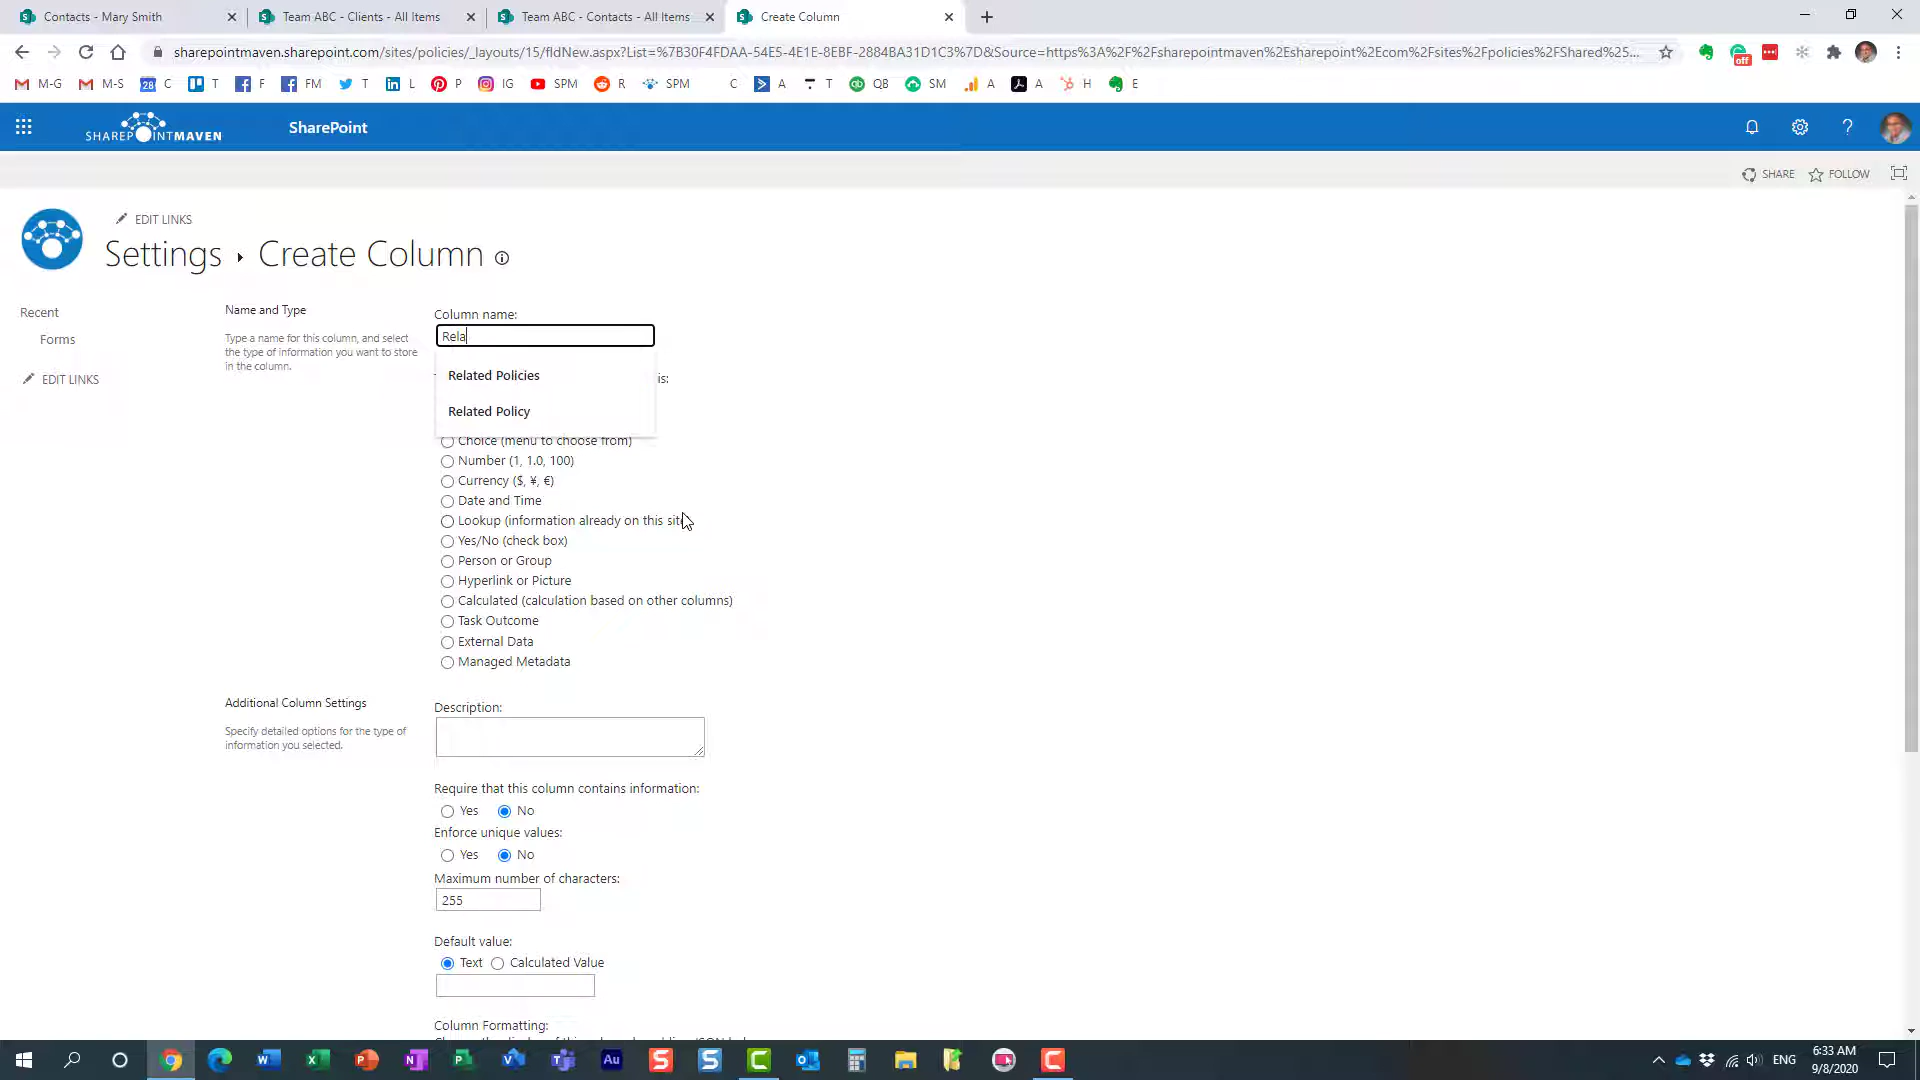 Contacts - Mary Smith
Team ABC - Clients - All Items
Team ABC - Contacts - All Items
Create Column
sharepointmaven.sharepoint.com/sites/policies/_layouts/15/fldNew.aspx?List=%7B30F4FDAA-54E5-4E1E-8EBF-2884BA31D1C3%7D&Source=https%3A%2F%2Fsharepointmaven%2Esharepoint%2Ecom%2Fsites%2Fpolicies%2FShared%25...
off
M-G
M-S
28
C
T
F
FM
T
L
P
IG
SPM
R
SPM
C
A
T
QB
SM
A
A
H
E
SHAREPOINTMAVEN
SharePoint
SHARE
FOLLOW
EDIT LINKS
Settings
Create Column
Recent
Forms
EDIT LINKS
Name and Type
Type a name for this column, and select
the type of information you want to store
in the column.
Column name:
Rela
Related Policies
is:
Related Policy
Choice (menu to choose from)
Number (1, 1.0, 100)
Currency ($, ¥, €)
Date and Time
Lookup (information already on this sit
Yes/No (check box)
Person or Group
Hyperlink or Picture
Calculated (calculation based on other columns)
Task Outcome
External Data
Managed Metadata
Additional Column Settings
Specify detailed options for the type of
information you selected.
Description:
Require that this column contains information:
Yes
No
Enforce unique values:
Yes
No
Maximum number of characters:
255
Default value:
Text
Calculated Value
Column Formatting:
ENG
6:33 AM
9/8/2020